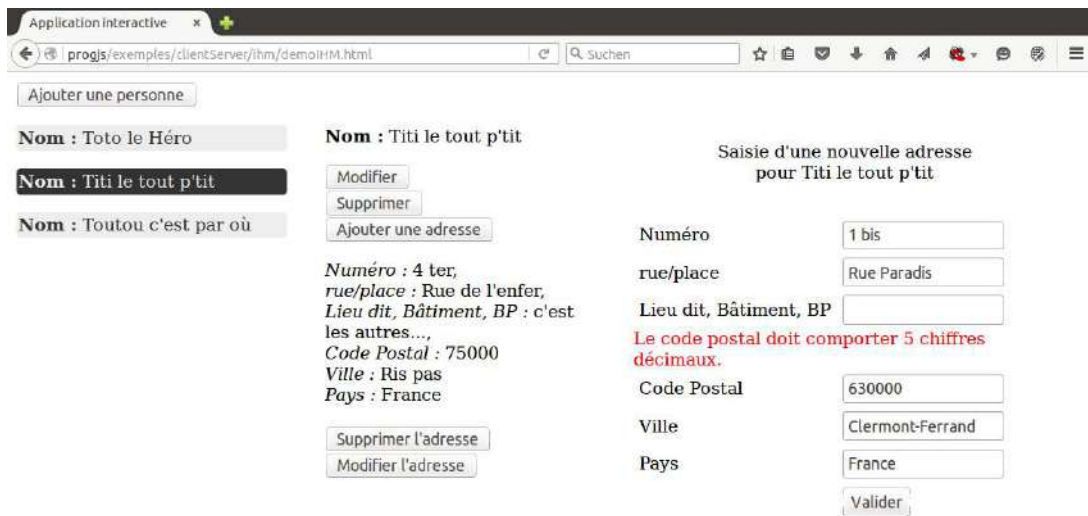 Application interactive
progjs/exemples/clientServer/ihm/demoIHM.html
Suchen
Ajouter une personne
Nom : Toto le Héro
Nom : Titi le tout p'tit
Nom : Toutou c'est par où
Nom : Titi le tout p'tit
Modifier
Supprimer
Ajouter une adresse
Numéro : 4 ter,
rue/place : Rue de l'enfer,
Lieu dit, Bâtiment, BP : c'est
les autres...,
Code Postal : 75000
Ville : Ris pas
Pays : France
Supprimer l'adresse
Modifier l'adresse
Saisie d'une nouvelle adresse
pour Titi le tout p'tit
Numéro 1 bis
rue/place Rue Paradis
Lieu dit, Bâtiment, BP
Le code postal doit comporter 5 chiffres
décimaux.
Code Postal 630000
Ville Clermont-Ferrand
Pays France
Valider